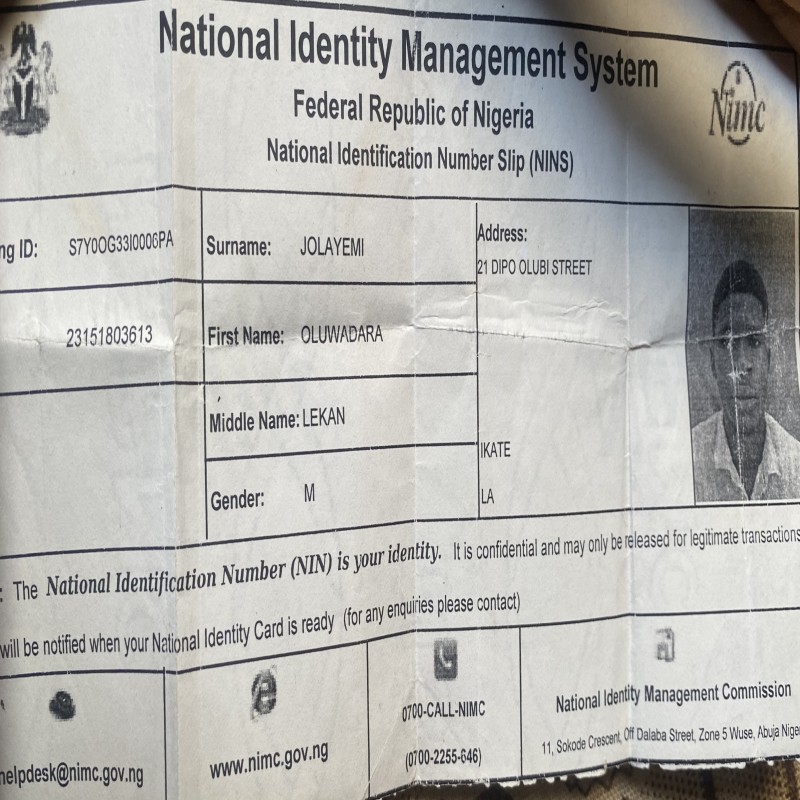 National Identity Management System
Federal Republic of Nigeria
National Identification Number Slip (NINS)
Nimc
ng ID: S7Y0OG33I0006PA
Surname: JOLAYEMI
Address:
21 DIPO OLUBI STREET
23151803613
First Name: OLUWADARA
Middle Name: LEKAN
IKATE
Gender: M
LA
: The National Identification Number (NIN) is your identity. It is confidential and may only be released for legitimate transactions
will be notified when your National Identity Card is ready (for any enquiries please contact)
helpdesk@nimc.gov.ng
www.nimc.gov.ng
0700-CALL-NIMC
(0700-2255-646)
National Identity Management Commission
11, Sokode Crescent, Off Dalaba Street, Zone 5 Wuse, Abuja Nige